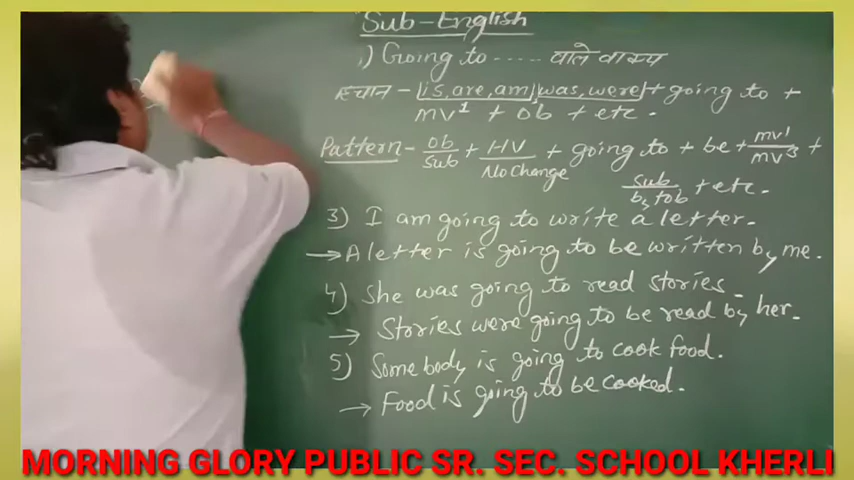 "Sub-English"
1) Going to ..... वाले वाक्य
पहचान - is, are, am, was, were + going to +
mv1 + ob + etc.
Pattern - Ob/Sub + HV/No change + going to + be + mv1/mv3 +
Sub/by+ob + etc.
3) I am going to write a letter.
→ A letter is going to be written by me.
4) She was going to read stories.
→ Stories were going to be read by her.
5) Somebody is going to cook food.
→ Food is going to be cooked.
MORNING GLORY PUBLIC SR. SEC. SCHOOL KHERLI